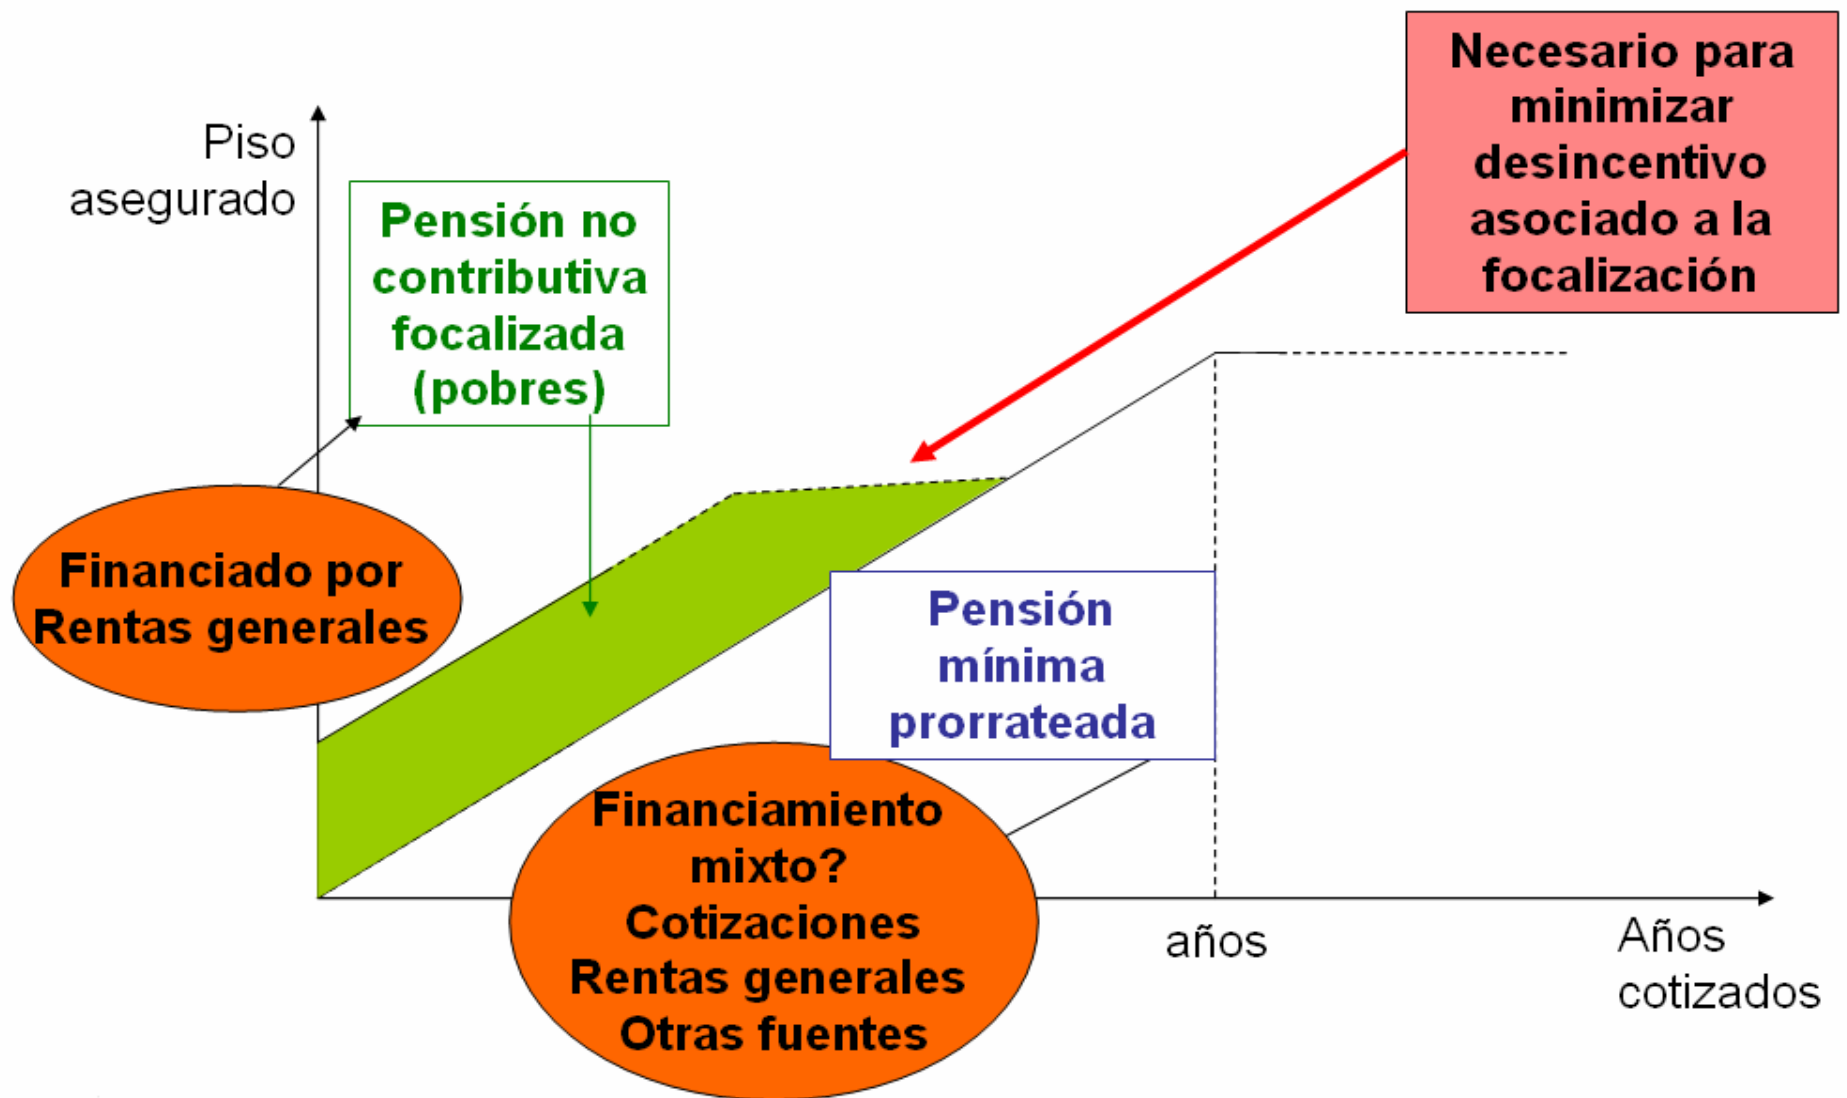 Necesario para
minimizar
desincentivo
asociado a la
focalización
Piso
asegurado
Pensión no
contributiva
focalizada
(pobres)
Financiado por
Rentas generales
Pensión
mínima
prorrateada
Financiamiento
mixto?
Cotizaciones
Rentas generales
Otras fuentes
años
Años
cotizados